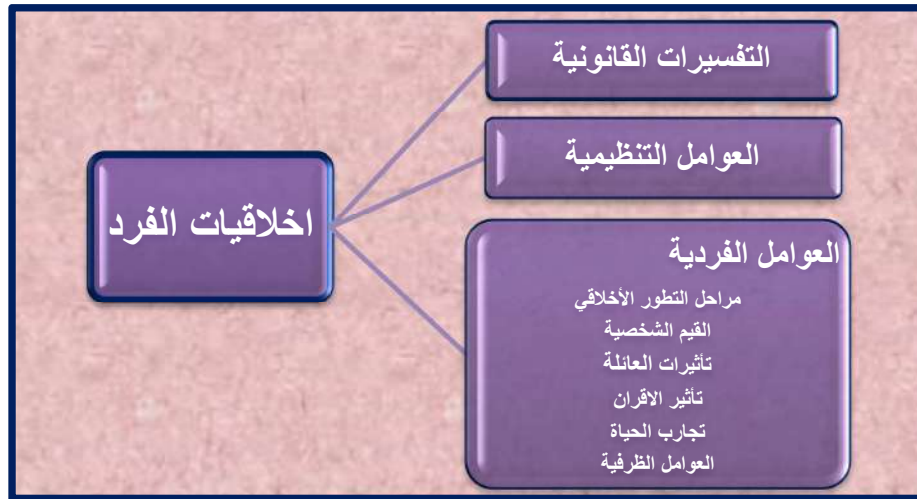 التفسيرات القانونية
العوامل التنظيمية
اخلاقيات الفرد
العوامل الفردية
مراحل التطور الأخلاقي
القيم الشخصية
تأثيرات العائلة
تأثير الاقران
تجارب الحياة
العوامل الظرفية